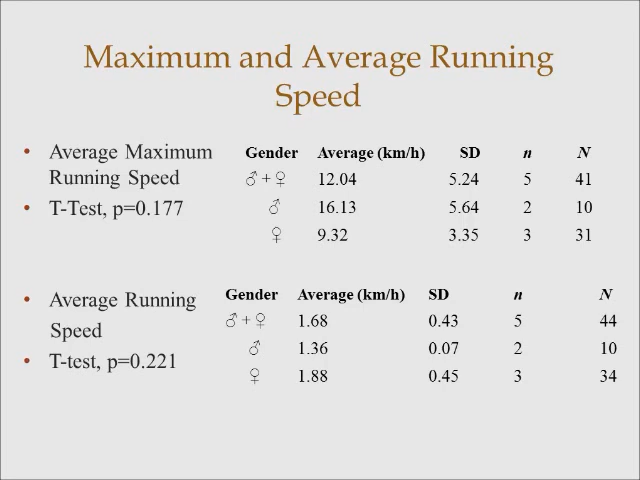 Maximum and Average Running
Speed
• Average Maximum
Running Speed
• T-Test, p=0.177
Gender Average (km/h) SD n N
♂ + ♀ 12.04 5.24 5 41
♂ 16.13 5.64 2 10
♀ 9.32 3.35 3 31
• Average Running
Speed
• T-test, p=0.221
Gender Average (km/h) SD n N
♂ + ♀ 1.68 0.43 5 44
♂ 1.36 0.07 2 10
♀ 1.88 0.45 3 34